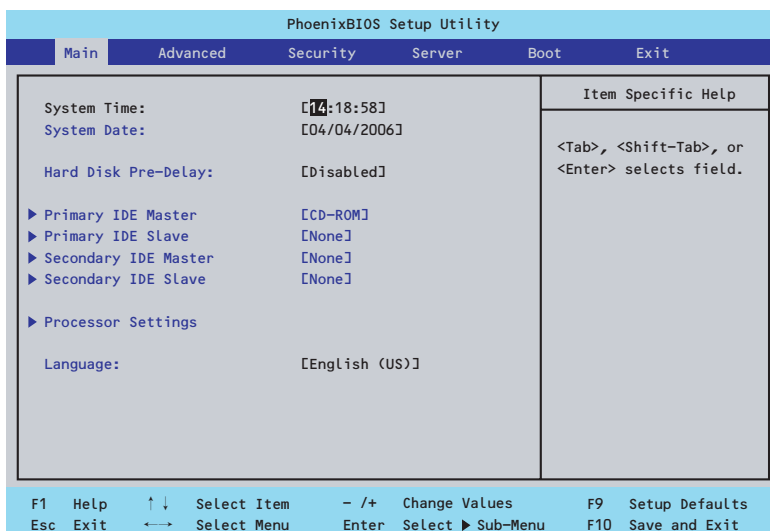 PhoenixBIOS Setup Utility
Main Advanced Security Server Boot Exit
Item Specific Help
System Time: [14:18:58]
System Date: [04/04/2006]
<Tab>, <Shift-Tab>, or
<Enter> selects field.
Hard Disk Pre-Delay: [Disabled]
▶ Primary IDE Master [CD-ROM]
▶ Primary IDE Slave [None]
▶ Secondary IDE Master [None]
▶ Secondary IDE Slave [None]
▶ Processor Settings
Language: [English (US)]
F1 Help ↑↓ Select Item - /+ Change Values F9 Setup Defaults
Esc Exit ←→ Select Menu Enter Select ▶ Sub-Menu F10 Save and Exit